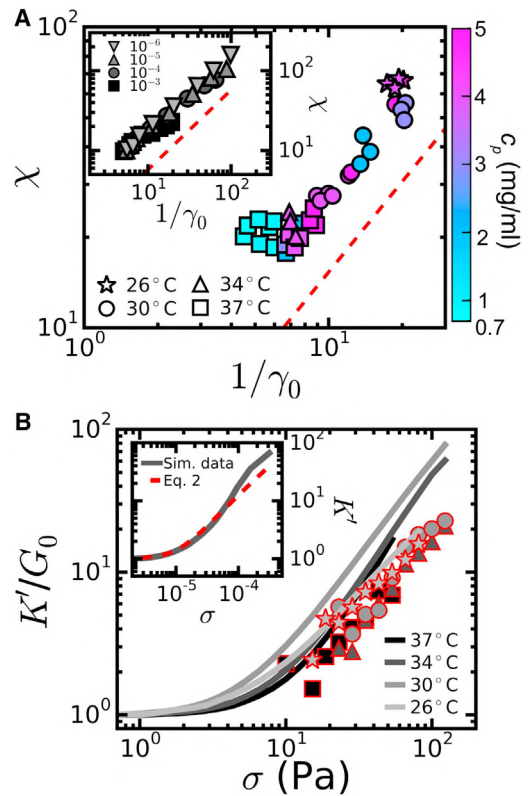 A
10²
χ
10¹
10⁻⁶
10⁻⁵
10⁻⁴
10⁻³
10²
χ
10¹
10¹ 10²
1/γ₀
26°C 34°C
30°C 37°C
10⁰ 10¹
1/γ₀
5
4
3
2
1
0.7
c_p (mg/ml)
B
10²
10¹
10⁰
K'/G₀
Sim. data
Eq. 2
10²
10¹
10⁰
K'
10⁻⁵ 10⁻⁴
σ
37°C
34°C
30°C
26°C
10⁰ 10¹ 10²
σ (Pa)